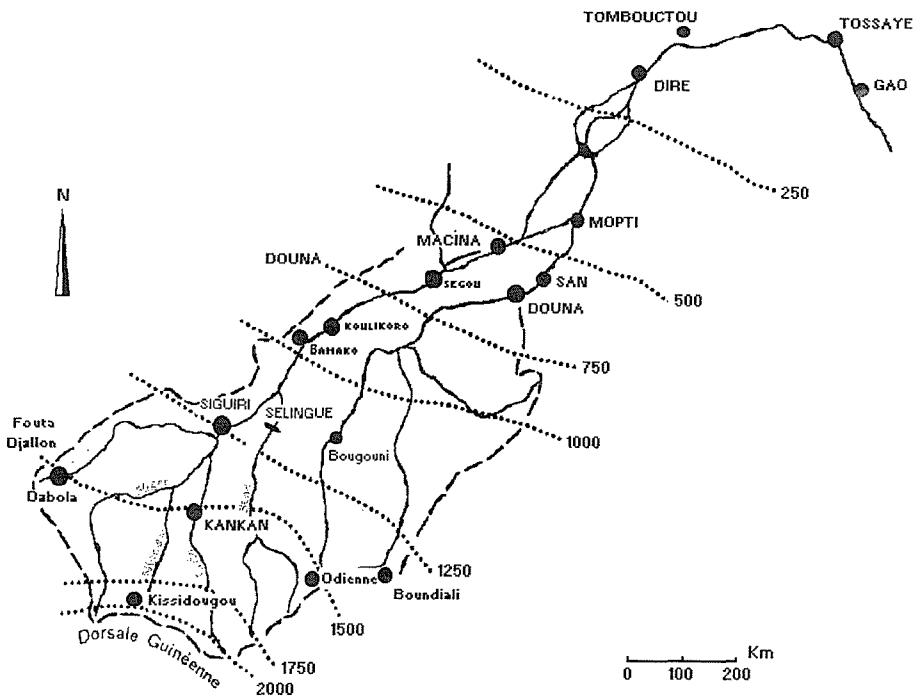 TOMBOUCTOU
TOSSAYE
DIRE
GAO
250
N
MOPTI
MACINA
DOUNA
SAN
SEGOU
500
DOUNA
KOULIKORO
BAMAKO
750
SIGUIRI
SELINGUE
Fouta
Djallon
1000
Bougouni
Dabola
KANKAN
1250
Odienne
Boundiali
Kissidougou
1500
Dorsale Guinéenne
Km
1750
0 100 200
2000